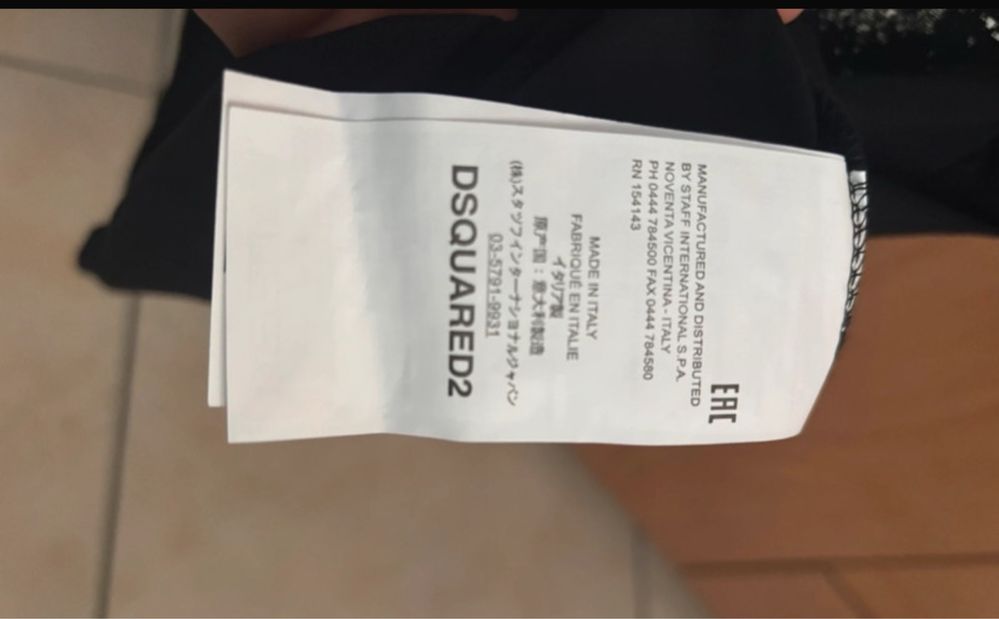 EAC
MANUFACTURED AND DISTRIBUTED
BY STAFF INTERNATIONAL S.P.A.
NOVENTA VICENTINA - ITALY
PH 0444 784500 FAX 0444 784580
RN 154143
MADE IN ITALY
FABRIQUÉ EN ITALIE
イタリア製
原产国：意大利製造
(株)スタッフインターナショナルジャパン
03-5791-9931
DSQUARED2